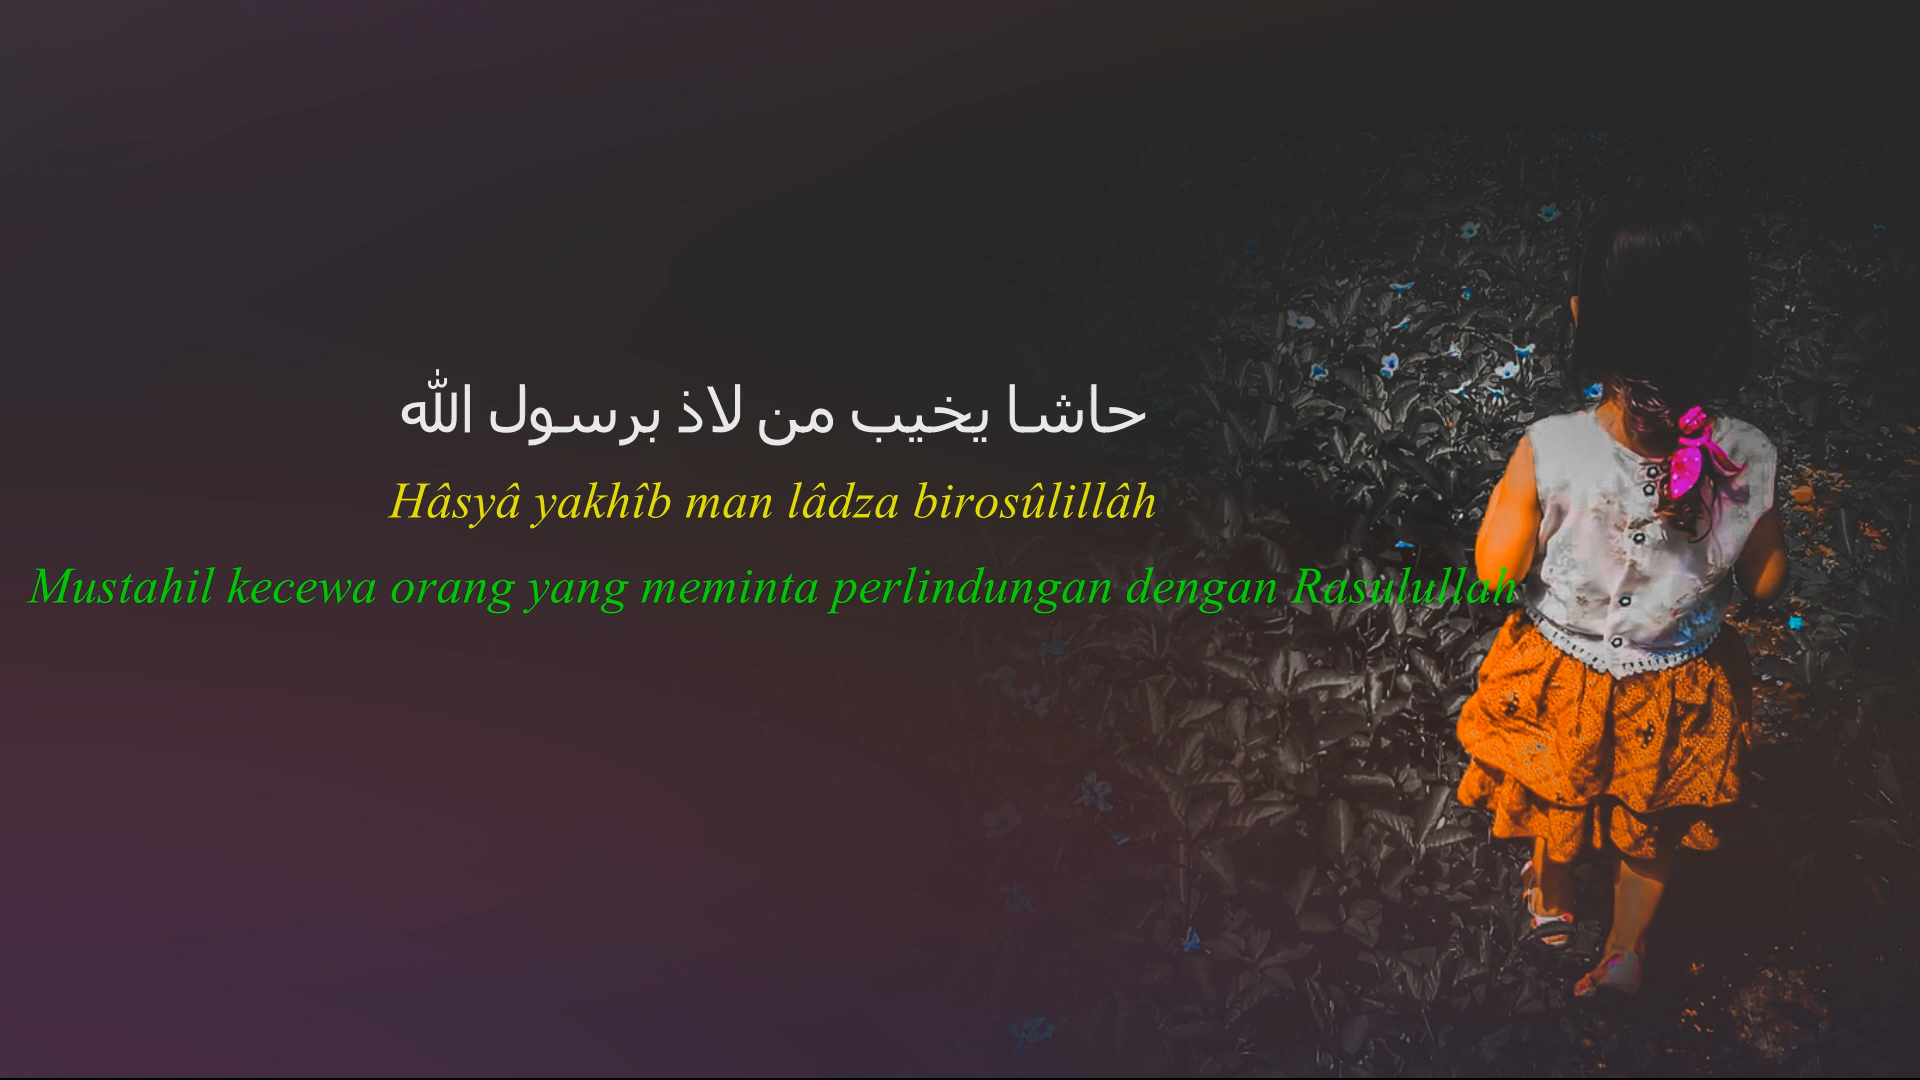 حاشا يخيب من لاذ برسول الله
Hâsyâ yakhîb man lâdza birosûlillâh
Mustahil kecewa orang yang meminta perlindungan dengan Rasulullah